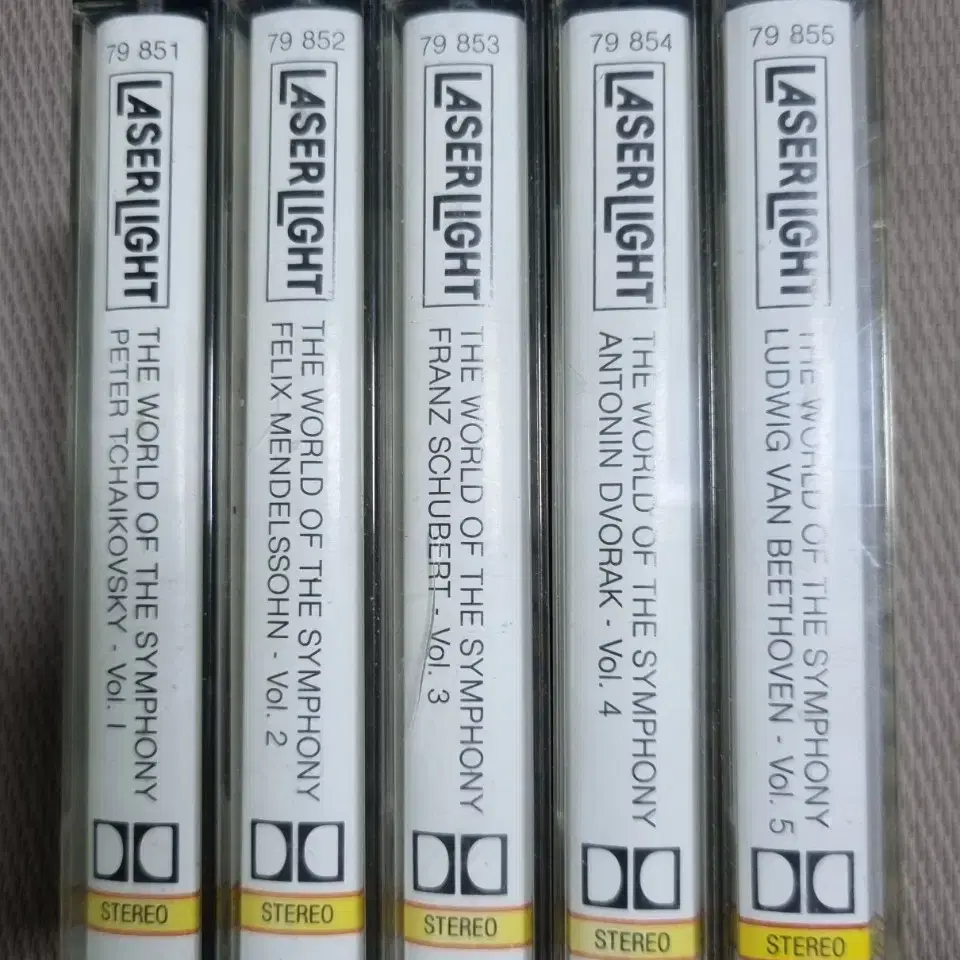 79 851
LASERLIGHT
THE WORLD OF THE SYMPHONY
PETER TCHAIKOVSKY - Vol. I
STEREO
79 852
LASERLIGHT
THE WORLD OF THE SYMPHONY
FELIX MENDELSSOHN - Vol. 2
STEREO
79 853
LASERLIGHT
THE WORLD OF THE SYMPHONY
FRANZ SCHUBERT - Vol. 3
STEREO
79 854
LASERLIGHT
THE WORLD OF THE SYMPHONY
ANTONIN DVORAK - Vol. 4
STEREO
79 855
LASERLIGHT
THE WORLD OF THE SYMPHONY
LUDWIG VAN BEETHOVEN - Vol. 5
STEREO